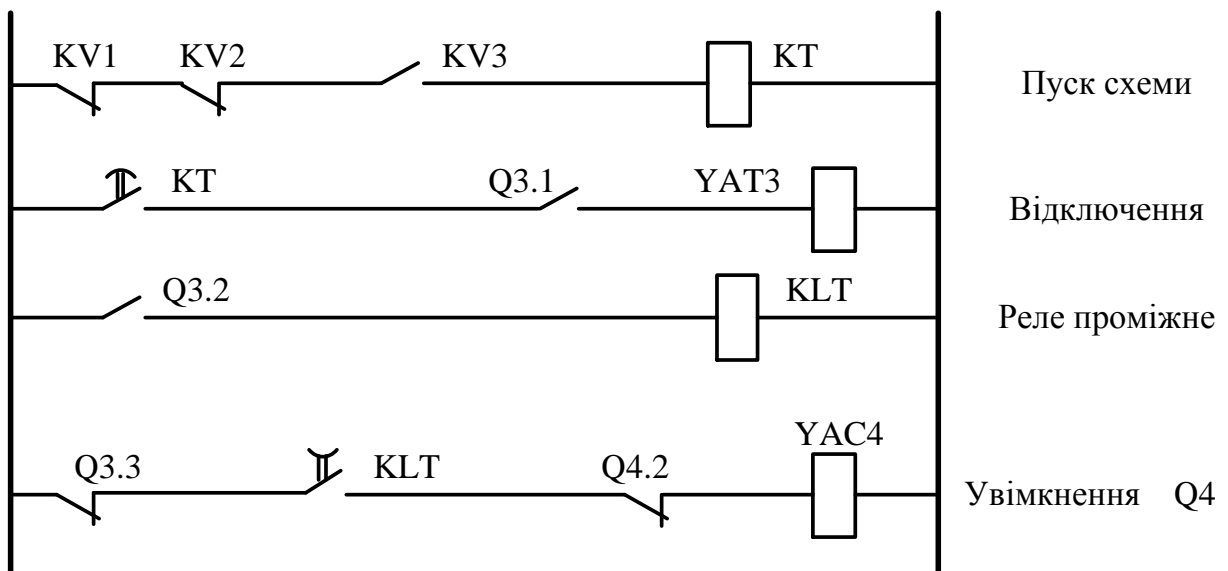 KV1 KV2 KV3 KT Пуск схеми
KT Q3.1 YAT3 Відключення
Q3.2 KLT Реле проміжне
YAC4
Q3.3 KLT Q4.2 Увімкнення Q4